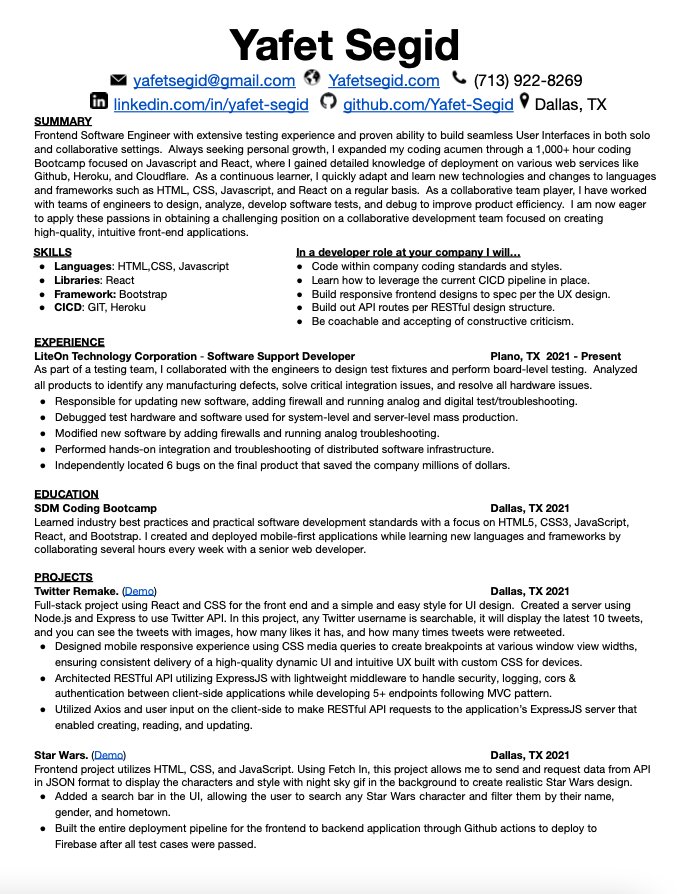 Yafet Segid
yafetsegid@gmail.com Yafetsegid.com (713) 922-8269
linkedin.com/in/yafet-segid github.com/Yafet-Segid Dallas, TX
SUMMARY
Frontend Software Engineer with extensive testing experience and proven ability to build seamless User Interfaces in both solo
and collaborative settings. Always seeking personal growth, I expanded my coding acumen through a 1,000+ hour coding
Bootcamp focused on Javascript and React, where I gained detailed knowledge of deployment on various web services like
Github, Heroku, and Cloudflare. As a continuous learner, I quickly adapt and learn new technologies and changes to languages
and frameworks such as HTML, CSS, Javascript, and React on a regular basis. As a collaborative team player, I have worked
with teams of engineers to design, analyze, develop software tests, and debug to improve product efficiency. I am now eager
to apply these passions in obtaining a challenging position on a collaborative development team focused on creating
high-quality, intuitive front-end applications.
SKILLS
● Languages: HTML,CSS, Javascript
● Libraries: React
● Framework: Bootstrap
● CICD: GIT, Heroku
In a developer role at your company I will…
● Code within company coding standards and styles.
● Learn how to leverage the current CICD pipeline in place.
● Build responsive frontend designs to spec per the UX design.
● Build out API routes per RESTful design structure.
● Be coachable and accepting of constructive criticism.
EXPERIENCE
LiteOn Technology Corporation - Software Support Developer Plano, TX 2021 - Present
As part of a testing team, I collaborated with the engineers to design test fixtures and perform board-level testing. Analyzed
all products to identify any manufacturing defects, solve critical integration issues, and resolve all hardware issues.
● Responsible for updating new software, adding firewall and running analog and digital test/troubleshooting.
● Debugged test hardware and software used for system-level and server-level mass production.
● Modified new software by adding firewalls and running analog troubleshooting.
● Performed hands-on integration and troubleshooting of distributed software infrastructure.
● Independently located 6 bugs on the final product that saved the company millions of dollars.
EDUCATION
SDM Coding Bootcamp Dallas, TX 2021
Learned industry best practices and practical software development standards with a focus on HTML5, CSS3, JavaScript,
React, and Bootstrap. I created and deployed mobile-first applications while learning new languages and frameworks by
collaborating several hours every week with a senior web developer.
PROJECTS
Twitter Remake. (Demo) Dallas, TX 2021
Full-stack project using React and CSS for the front end and a simple and easy style for UI design. Created a server using
Node.js and Express to use Twitter API. In this project, any Twitter username is searchable, it will display the latest 10 tweets,
and you can see the tweets with images, how many likes it has, and how many times tweets were retweeted.
● Designed mobile responsive experience using CSS media queries to create breakpoints at various window view widths,
ensuring consistent delivery of a high-quality dynamic UI and intuitive UX built with custom CSS for devices.
● Architected RESTful API utilizing ExpressJS with lightweight middleware to handle security, logging, cors &
authentication between client-side applications while developing 5+ endpoints following MVC pattern.
● Utilized Axios and user input on the client-side to make RESTful API requests to the application's ExpressJS server that
enabled creating, reading, and updating.
Star Wars. (Demo) Dallas, TX 2021
Frontend project utilizes HTML, CSS, and JavaScript. Using Fetch In, this project allows me to send and request data from API
in JSON format to display the characters and style with night sky gif in the background to create realistic Star Wars design.
● Added a search bar in the UI, allowing the user to search any Star Wars character and filter them by their name,
gender, and hometown.
● Built the entire deployment pipeline for the frontend to backend application through Github actions to deploy to
Firebase after all test cases were passed.